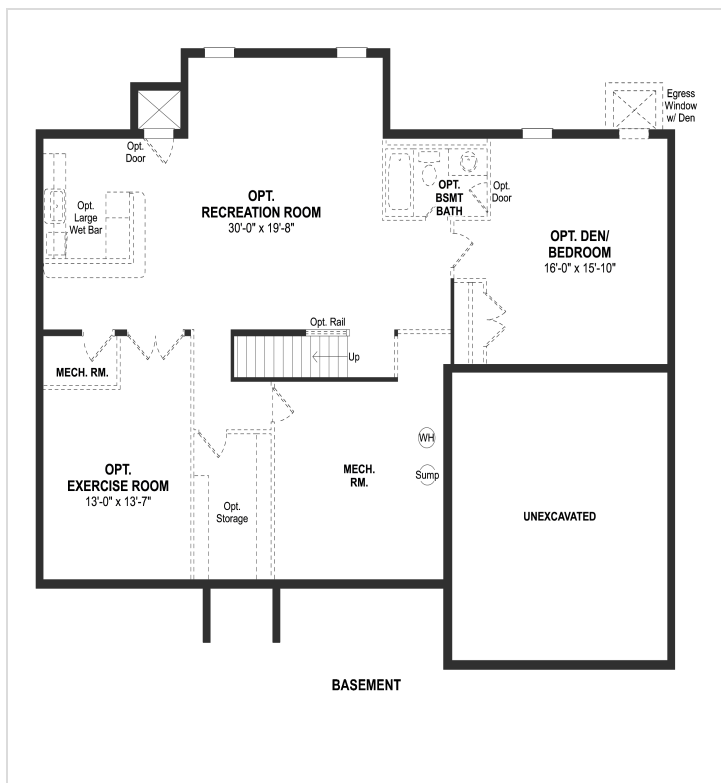 Egress
Window
w/ Den
Opt.
Door
Opt.
Large
Wet Bar
OPT.
RECREATION ROOM
30'-0" x 19'-8"
OPT.
BSMT
BATH
Opt.
Door
OPT. DEN/
BEDROOM
16'-0" x 15'-10"
Opt. Rail
Up
MECH. RM.
OPT.
EXERCISE ROOM
13'-0" x 13'-7"
Opt.
Storage
MECH.
RM.
WH
Sump
UNEXCAVATED
BASEMENT